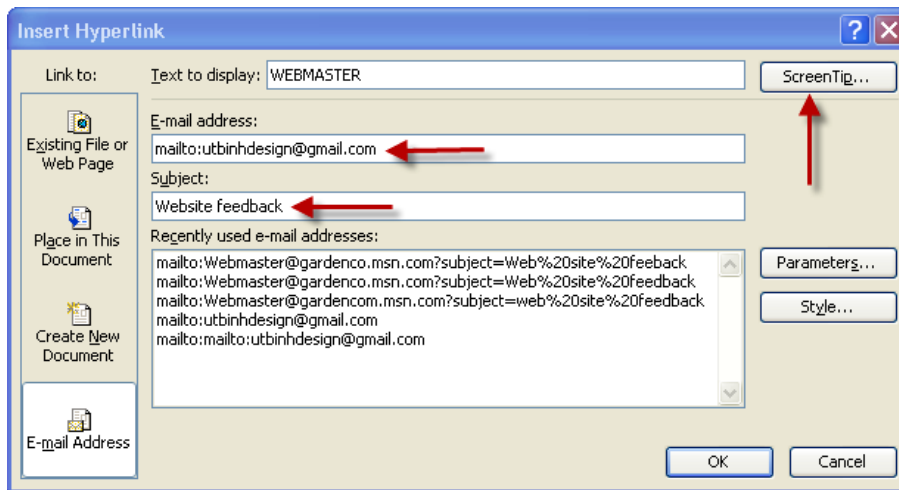 Insert Hyperlink
Link to:
Text to display: WEBMASTER
ScreenTip...
Existing File or
Web Page
Place in This
Document
Create New
Document
E-mail Address
E-mail address:
mailto:utbinhdesign@gmail.com
Subject:
Website feedback
Recently used e-mail addresses:
mailto:Webmaster@gardenco.msn.com?subject=Web%20site%20feeback
mailto:Webmaster@gardenco.msn.com?subject=Web%20site%20feedback
mailto:Webmaster@gardencom.msn.com?subject=web%20site%20feedback
mailto:utbinhdesign@gmail.com
mailto:mailto:utbinhdesign@gmail.com
Parameters...
Style...
OK
Cancel